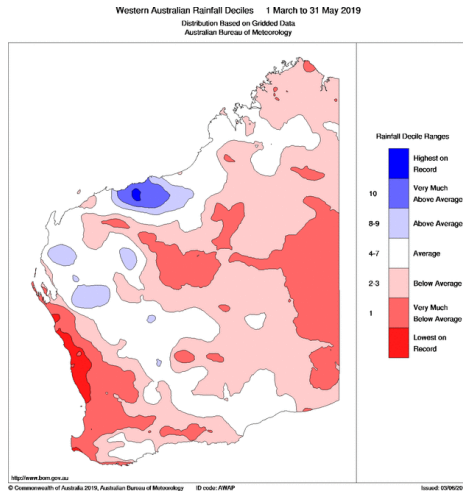 Western Australian Rainfall Deciles 1 March to 31 May 2019
Distribution Based on Gridded Data
Australian Bureau of Meteorology
Rainfall Decile Ranges
Highest on
Record
10
Very Much
Above Average
8-9
Above Average
4-7
Average
2-3
Below Average
1
Very Much
Below Average
Lowest on
Record
http://www.bom.gov.au
© Commonwealth of Australia 2019, Australian Bureau of Meteorology ID code: AWAP Issued: 03/06/20